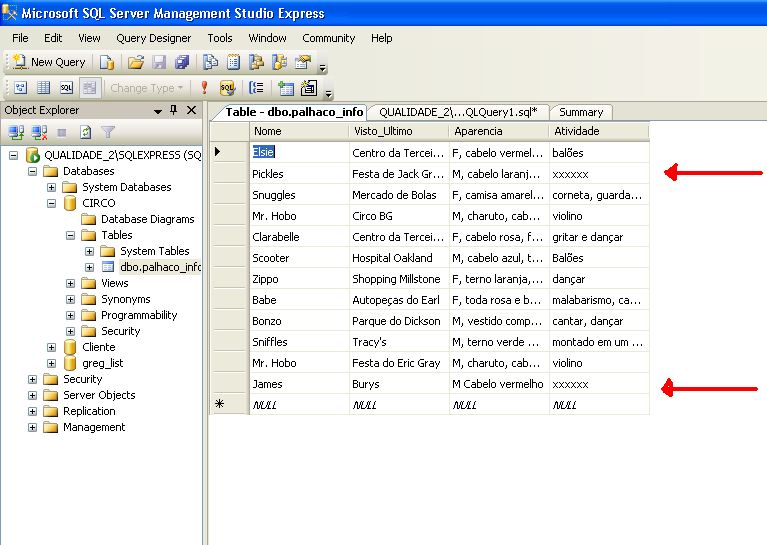 Microsoft SQL Server Management Studio Express
File Edit View Query Designer Tools Window Community Help
New Query
Change Type
Object Explorer
Table - dbo.palhaco_info QUALIDADE_2\...QLQuery1.sql* Summary
QUALIDADE_2\SQLEXPRESS (SQ
Databases
System Databases
CIRCO
Database Diagrams
Tables
System Tables
dbo.palhaco_info
Views
Synonyms
Programmability
Security
Cliente
greg_list
Security
Server Objects
Replication
Management
Nome Visto_Ultimo Aparencia Atividade
Elsie Centro da Tercei... F, cabelo vermel... balões
Pickles Festa de Jack Gr... M, cabelo laranj... xxxxxx
Snuggles Mercado de Bolas F, camisa amarel... corneta, guarda...
Mr. Hobo Circo BG M, charuto, cab... violino
Clarabelle Centro da Tercei... F, cabelo rosa, f... gritar e dançar
Scooter Hospital Oakland M, cabelo azul, t... Balões
Zippo Shopping Millstone F, terno laranja,... dançar
Babe Autopeças do Earl F, toda rosa e b... malabarismo, ca...
Bonzo Parque do Dickson M, vestido comp... cantar, dançar
Sniffles Tracy's M, terno verde ... montado em um ...
Mr. Hobo Festa do Eric Gray M, charuto, cab... violino
James Burys M Cabelo vermelho xxxxxx
NULL NULL NULL NULL